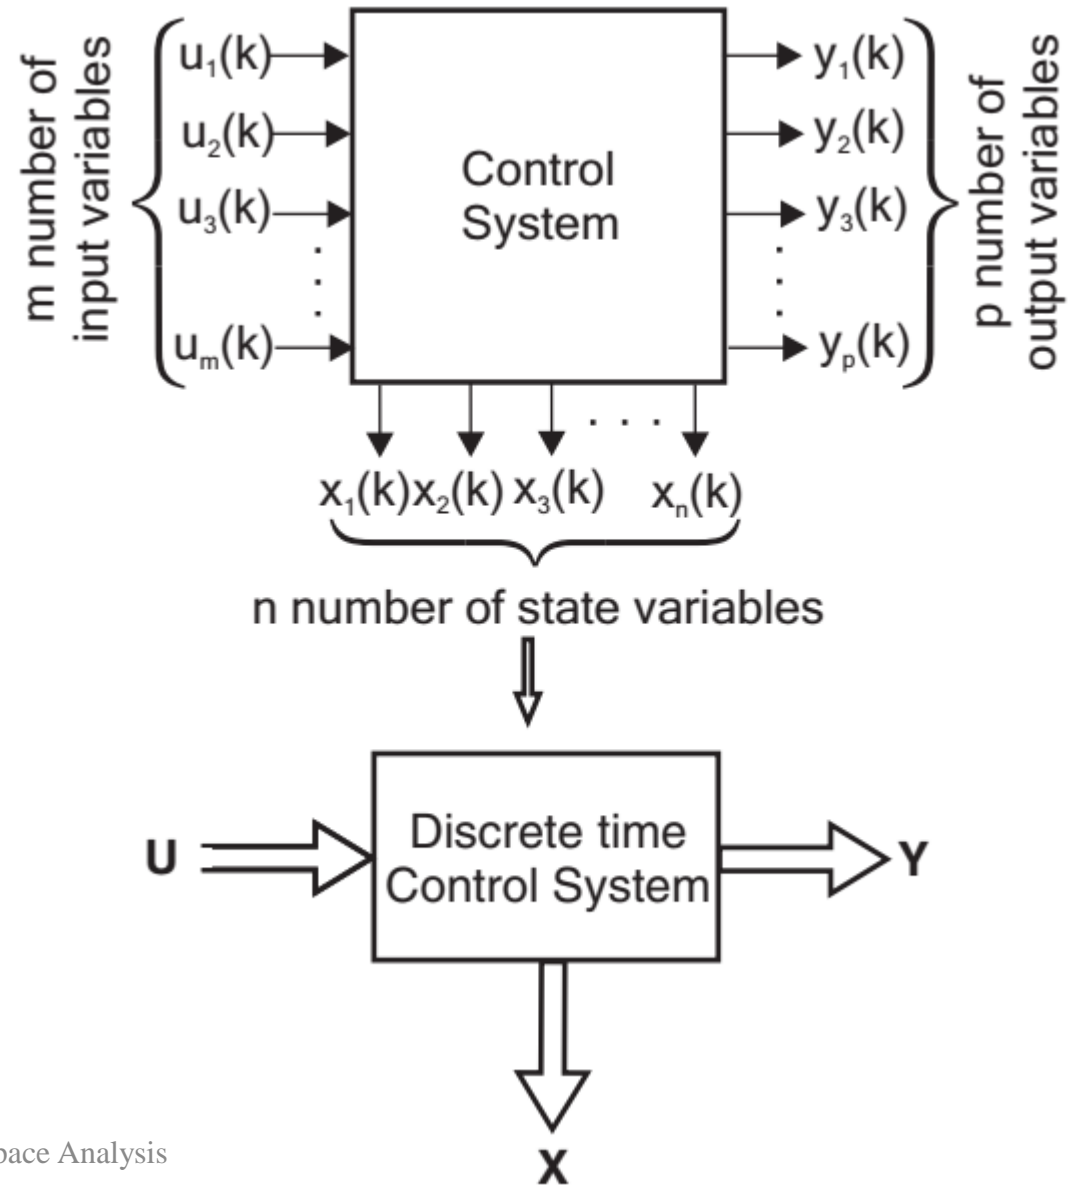 m number of
input variables
u₁(k)
u₂(k)
u₃(k)
uₘ(k)
Control
System
y₁(k)
y₂(k)
y₃(k)
yₚ(k)
p number of
output variables
x₁(k) x₂(k) x₃(k) . . . xₙ(k)
n number of state variables
U
Discrete time
Control System
Y
X
Analysis